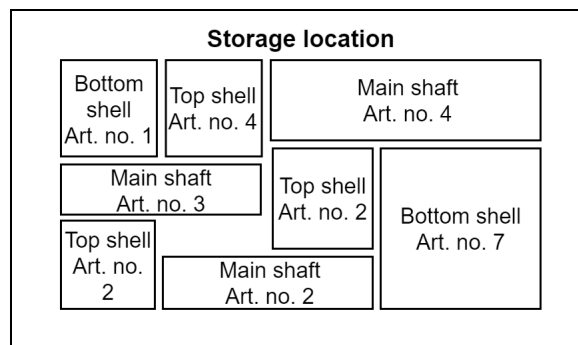 Storage location
Bottom
shell
Art. no. 1
Top shell
Art. no. 4
Main shaft
Art. no. 4
Main shaft
Art. no. 3
Top shell
Art. no. 2
Bottom shell
Art. no. 7
Top shell
Art. no.
2
Main shaft
Art. no. 2